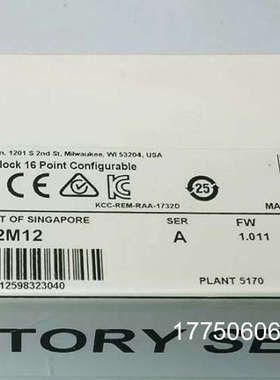 n, 1201 S 2nd St. Milwaukee, WI 53204, USA
lock 16 Point Configurable
CE
25
KCC-REM-RAA-1732D
MA
T OF SINGAPORE
SER
FW
2M12
A
1.011
12598323040
PLANT 5170
17750606
TORY SE